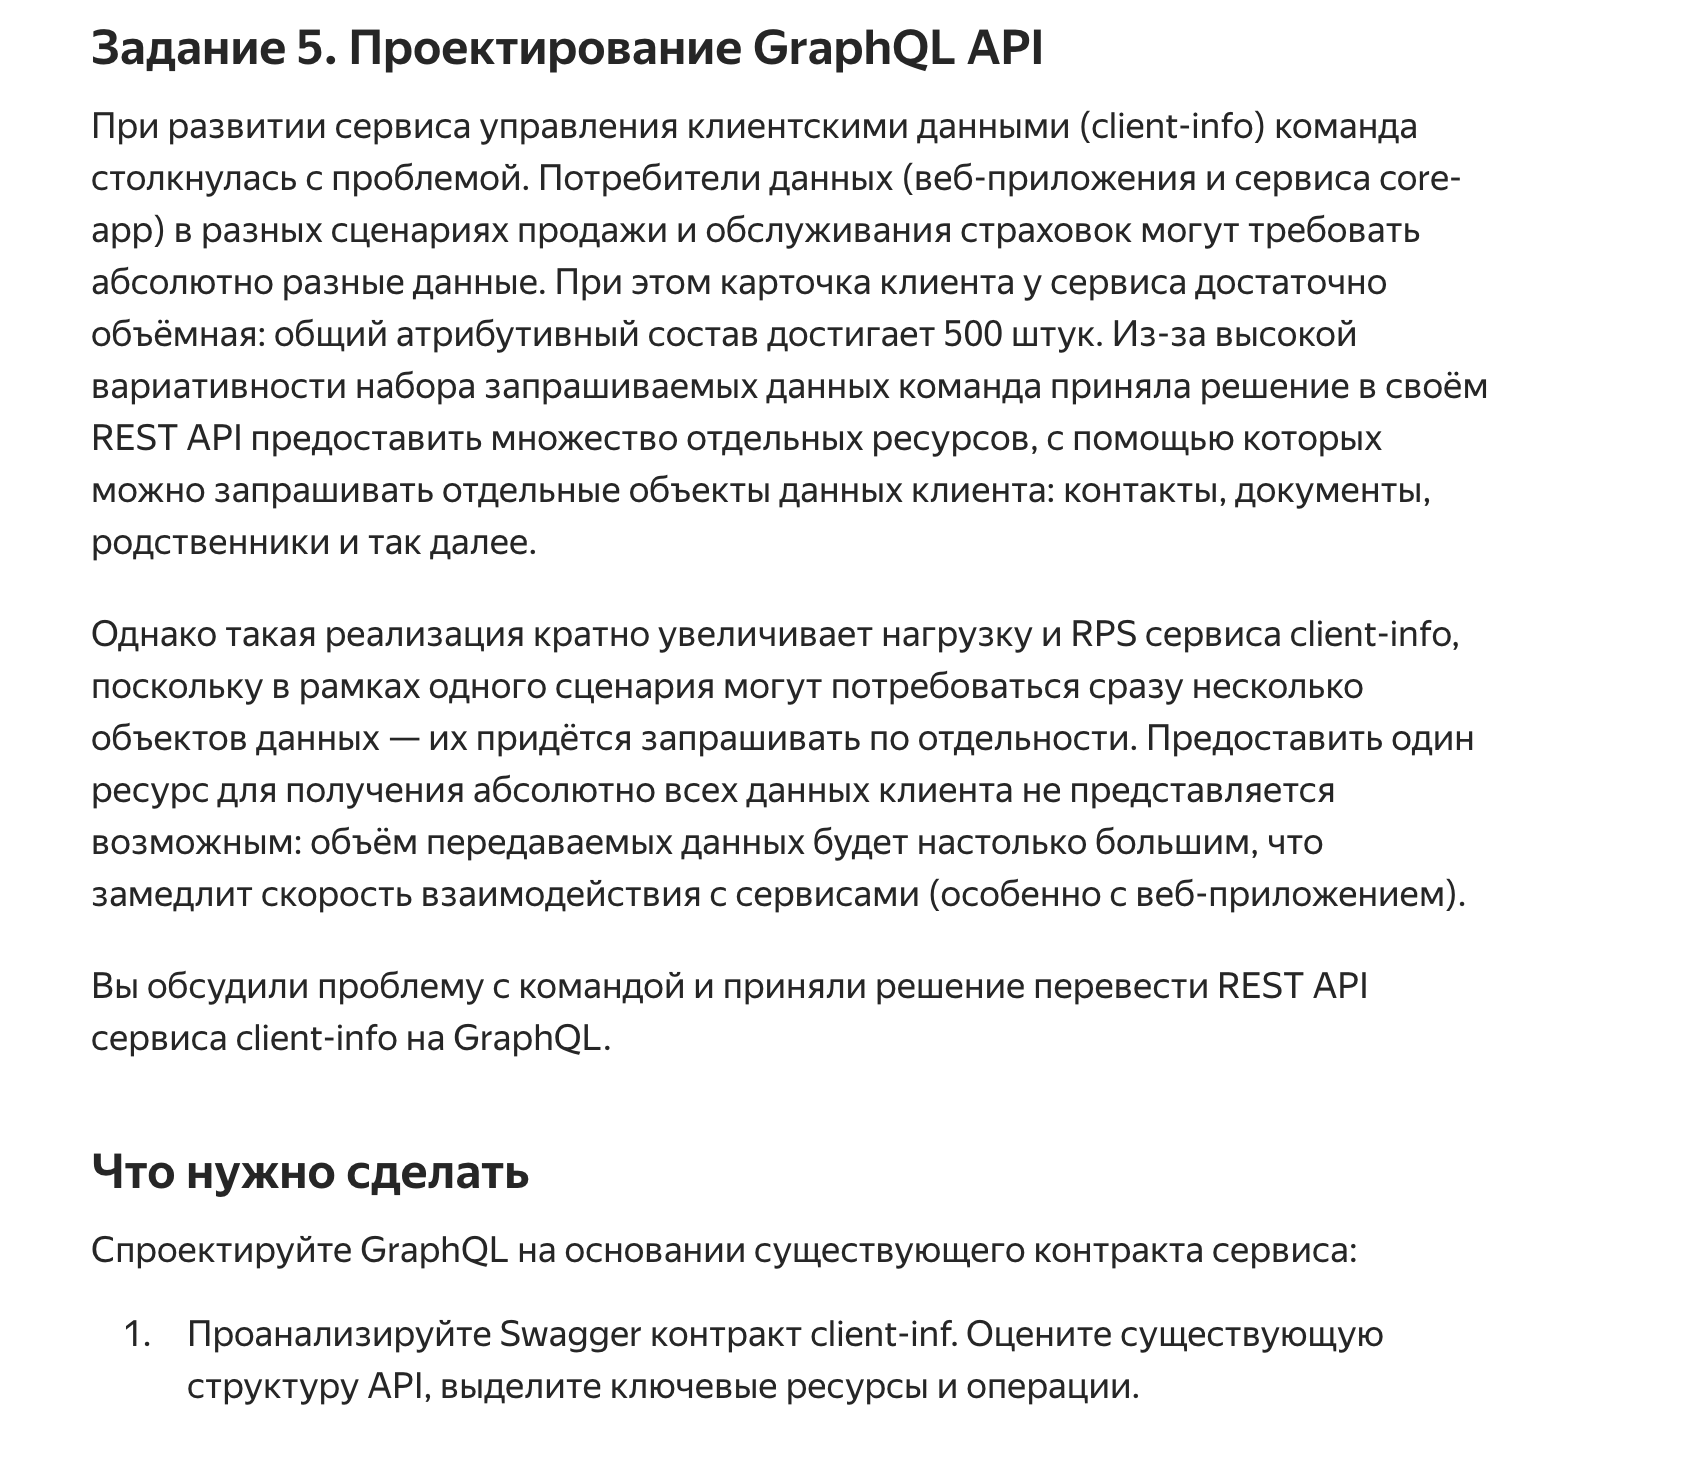 Задание 5. Проектирование GraphQL API
При развитии сервиса управления клиентскими данными (client-info) команда
столкнулась с проблемой. Потребители данных (веб-приложения и сервиса core-
app) в разных сценариях продажи и обслуживания страховок могут требовать
абсолютно разные данные. При этом карточка клиента у сервиса достаточно
объёмная: общий атрибутивный состав достигает 500 штук. Из-за высокой
вариативности набора запрашиваемых данных команда приняла решение в своём
REST API предоставить множество отдельных ресурсов, с помощью которых
можно запрашивать отдельные объекты данных клиента: контакты, документы,
родственники и так далее.
Однако такая реализация кратно увеличивает нагрузку и RPS сервиса client-info,
поскольку в рамках одного сценария могут потребоваться сразу несколько
объектов данных — их придётся запрашивать по отдельности. Предоставить один
ресурс для получения абсолютно всех данных клиента не представляется
возможным: объём передаваемых данных будет настолько большим, что
замедлит скорость взаимодействия с сервисами (особенно с веб-приложением).
Вы обсудили проблему с командой и приняли решение перевести REST API
сервиса client-info на GraphQL.
Что нужно сделать
Спроектируйте GraphQL на основании существующего контракта сервиса:
1. Проанализируйте Swagger контракт client-inf. Оцените существующую
структуру API, выделите ключевые ресурсы и операции.